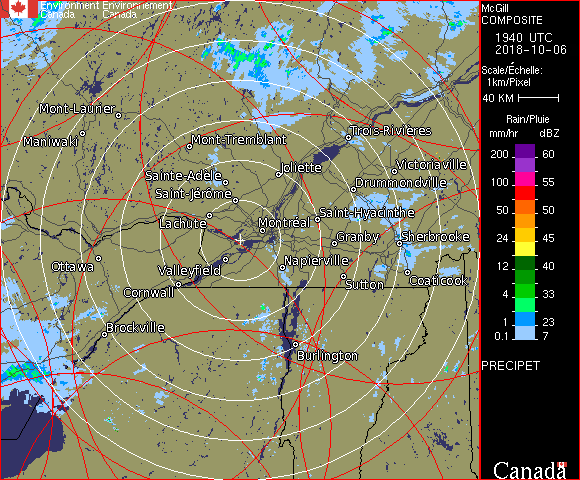 Environment Environnement
Canada Canada
McGill
COMPOSITE
1940 UTC
2018-10-06
Scale/Échelle:
1km/Pixel
40 KM
Rain/Pluie
mm/hr dBZ
200 60
100 55
50 50
24 45
12 40
4 33
1 23
0.1 7
PRECIPET
Canada
Mont-Laurier
Maniwaki
Mont-Tremblant
Trois-Rivières
Joliette
Victoriaville
Sainte-Adèle
Drummondville
Saint-Jérôme
Saint-Hyacinthe
Lachute
Montréal
Granby
Sherbrooke
Ottawa
Valleyfield
Napierville
Cornwall
Sutton
Coaticook
Brockville
Burlington